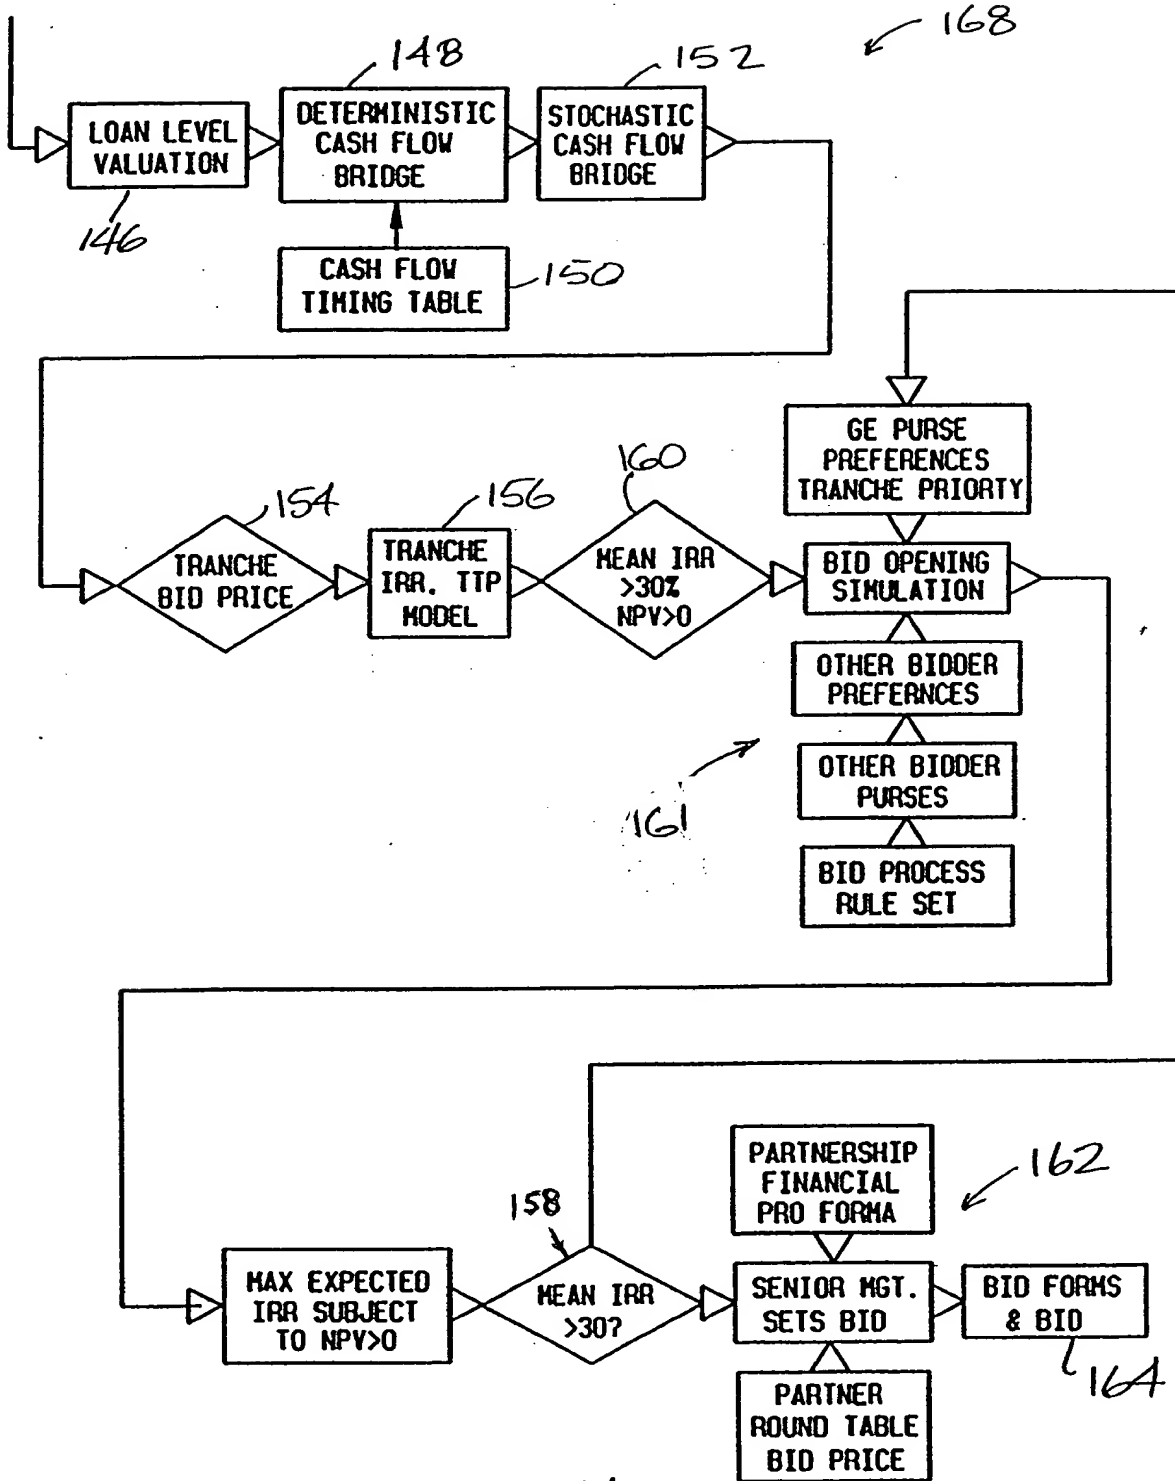 168
148
152
LOAN LEVEL
VALUATION
DETERMINISTIC
CASH FLOW
BRIDGE
STOCHASTIC
CASH FLOW
BRIDGE
146
CASH FLOW
TIMING TABLE
150
GE PURSE
PREFERENCES
TRANCHE PRIORTY
154
TRANCHE
BID PRICE
156
TRANCHE
IRR. TTP
MODEL
160
MEAN IRR
>30%
NPV>0
BID OPENING
SIMULATION
OTHER BIDDER
PREFERNCES
OTHER BIDDER
PURSES
161
BID PROCESS
RULE SET
PARTNERSHIP
FINANCIAL
PRO FORMA
162
MAX EXPECTED
IRR SUBJECT
TO NPV>0
158
MEAN IRR
>30?
SENIOR MGT.
SETS BID
BID FORMS
& BID
164
PARTNER
ROUND TABLE
BID PRICE